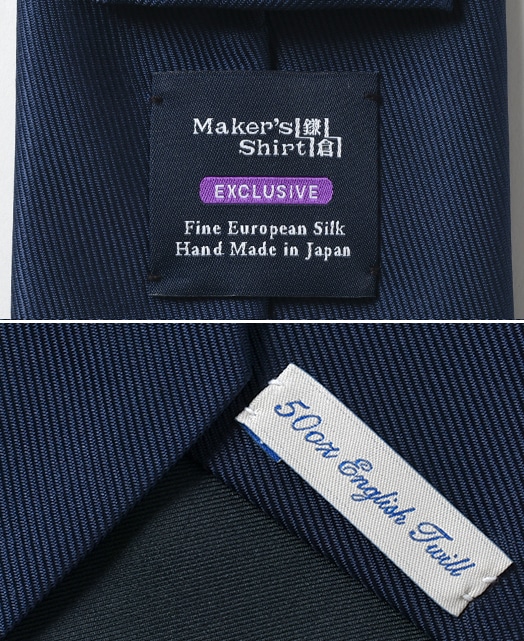 Maker's 鎌
Shirt 倉
EXCLUSIVE
Fine European Silk
Hand Made in Japan
50oz English Twill